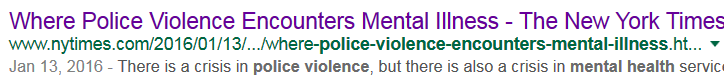 Where Police Violence Encounters Mental Illness - The New York Times
www.nytimes.com/2016/01/13/.../where-police-violence-encounters-mental-illness.ht...
Jan 13, 2016 - There is a crisis in police violence, but there is also a crisis in mental health servic